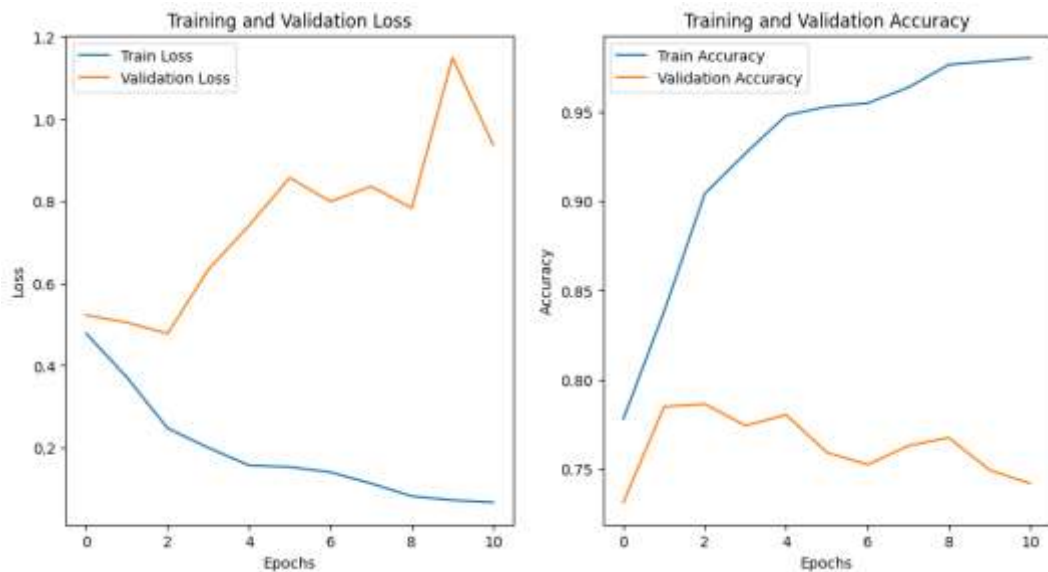 Training and Validation Loss
Train Loss
Validation Loss
1.2
1.0
0.8
0.6
0.4
0.2
Loss
0 2 4 6 8 10
Epochs
Training and Validation Accuracy
Train Accuracy
Validation Accuracy
0.95
0.90
0.85
0.80
0.75
Accuracy
0 2 4 6 8 10
Epochs